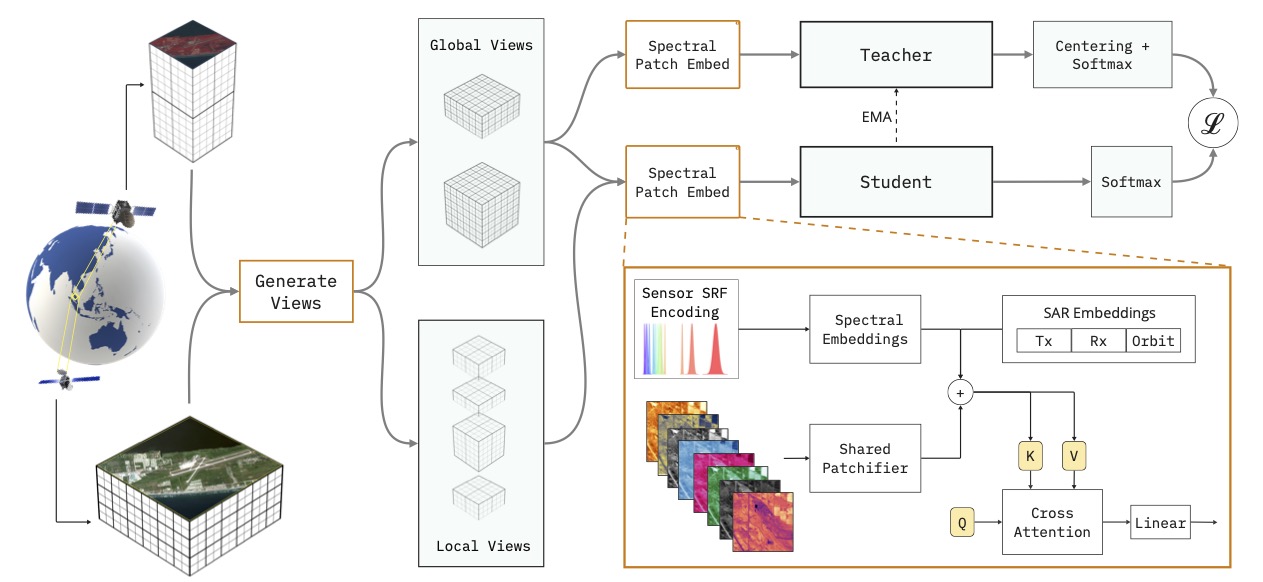 Global Views
Spectral
Patch Embed
Teacher
Centering +
Softmax
EMA
ℒ
Spectral
Patch Embed
Student
Softmax
Generate
Views
Local Views
Sensor SRF
Encoding
Spectral
Embeddings
SAR Embeddings
Tx Rx Orbit
+
Shared
Patchifier
K V
Q
Cross
Attention
Linear